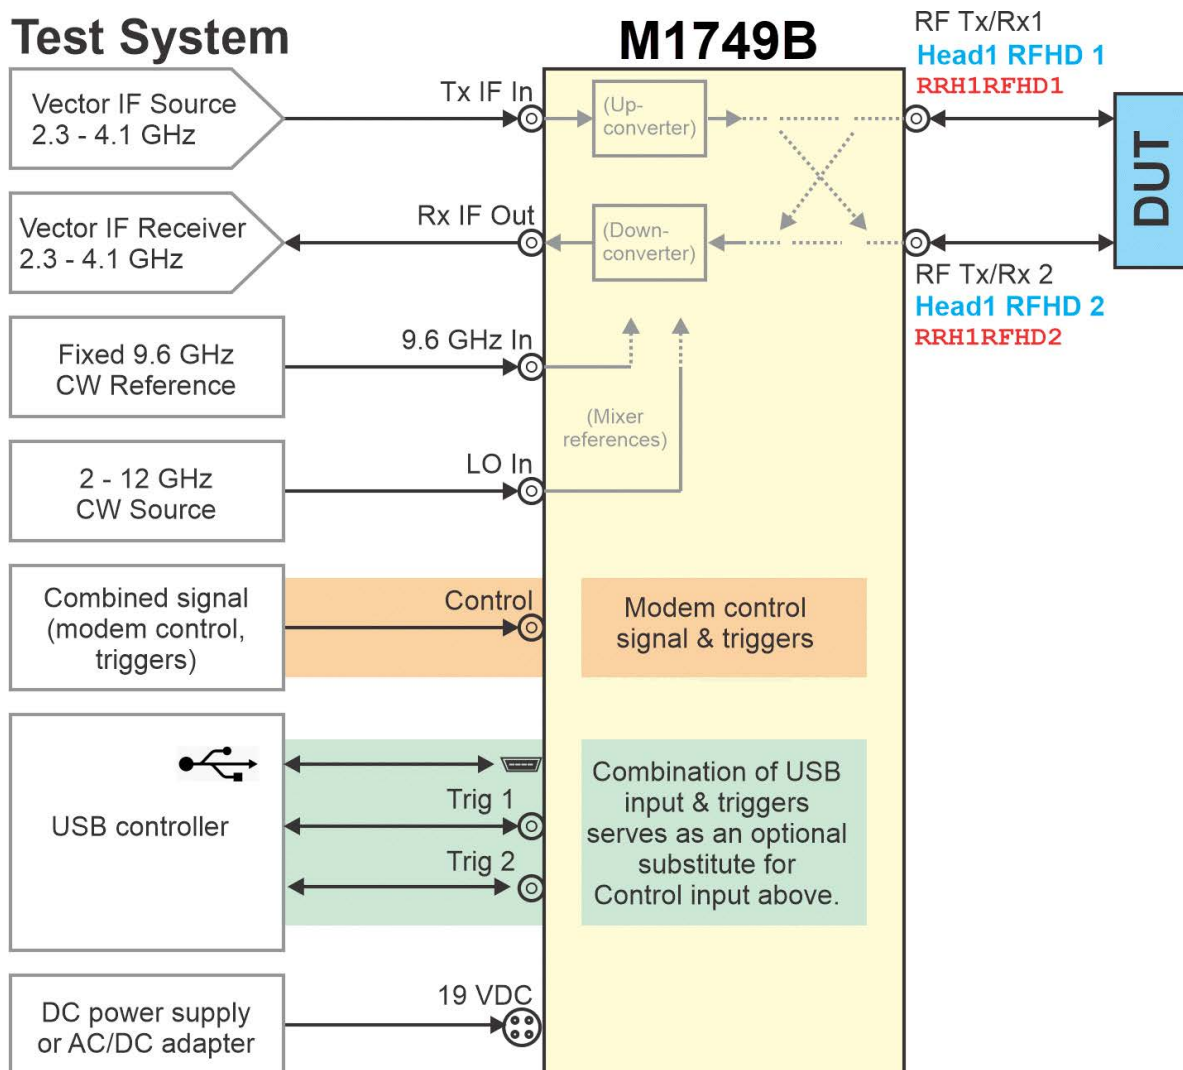 Test System
M1749B
RF Tx/Rx1
Head1 RFHD 1
RRH1RFHD1
Vector IF Source
2.3 - 4.1 GHz
Tx IF In
(Up-
converter)
DUT
Vector IF Receiver
2.3 - 4.1 GHz
Rx IF Out
(Down-
converter)
RF Tx/Rx 2
Head1 RFHD 2
RRH1RFHD2
Fixed 9.6 GHz
CW Reference
9.6 GHz In
(Mixer
references)
2 - 12 GHz
CW Source
LO In
Combined signal
(modem control,
triggers)
Control
Modem control
signal & triggers
USB controller
Trig 1
Trig 2
Combination of USB
input & triggers
serves as an optional
substitute for
Control input above.
DC power supply
or AC/DC adapter
19 VDC